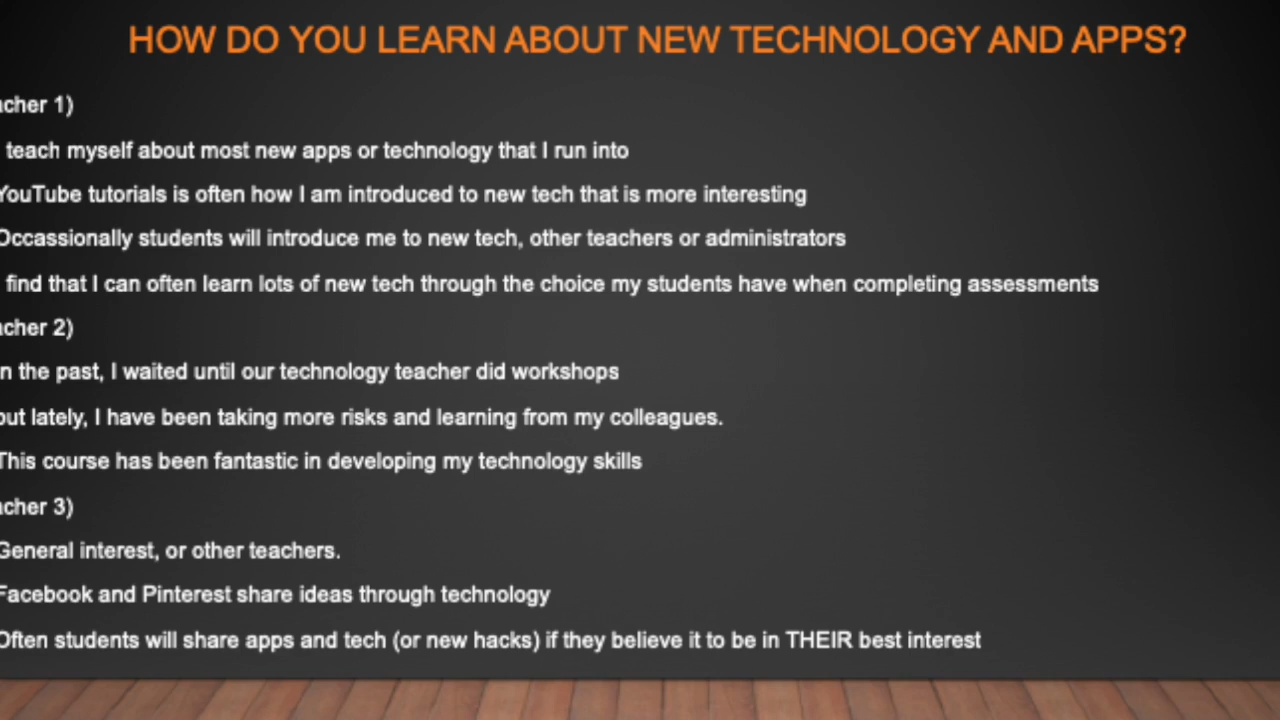 HOW DO YOU LEARN ABOUT NEW TECHNOLOGY AND APPS?
acher 1)
teach myself about most new apps or technology that I run into
YouTube tutorials is often how I am introduced to new tech that is more interesting
Occassionally students will introduce me to new tech, other teachers or administrators
find that I can often learn lots of new tech through the choice my students have when completing assessments
acher 2)
n the past, I waited until our technology teacher did workshops
but lately, I have been taking more risks and learning from my colleagues.
This course has been fantastic in developing my technology skills
acher 3)
General interest, or other teachers.
Facebook and Pinterest share ideas through technology
Often students will share apps and tech (or new hacks) if they believe it to be in THEIR best interest